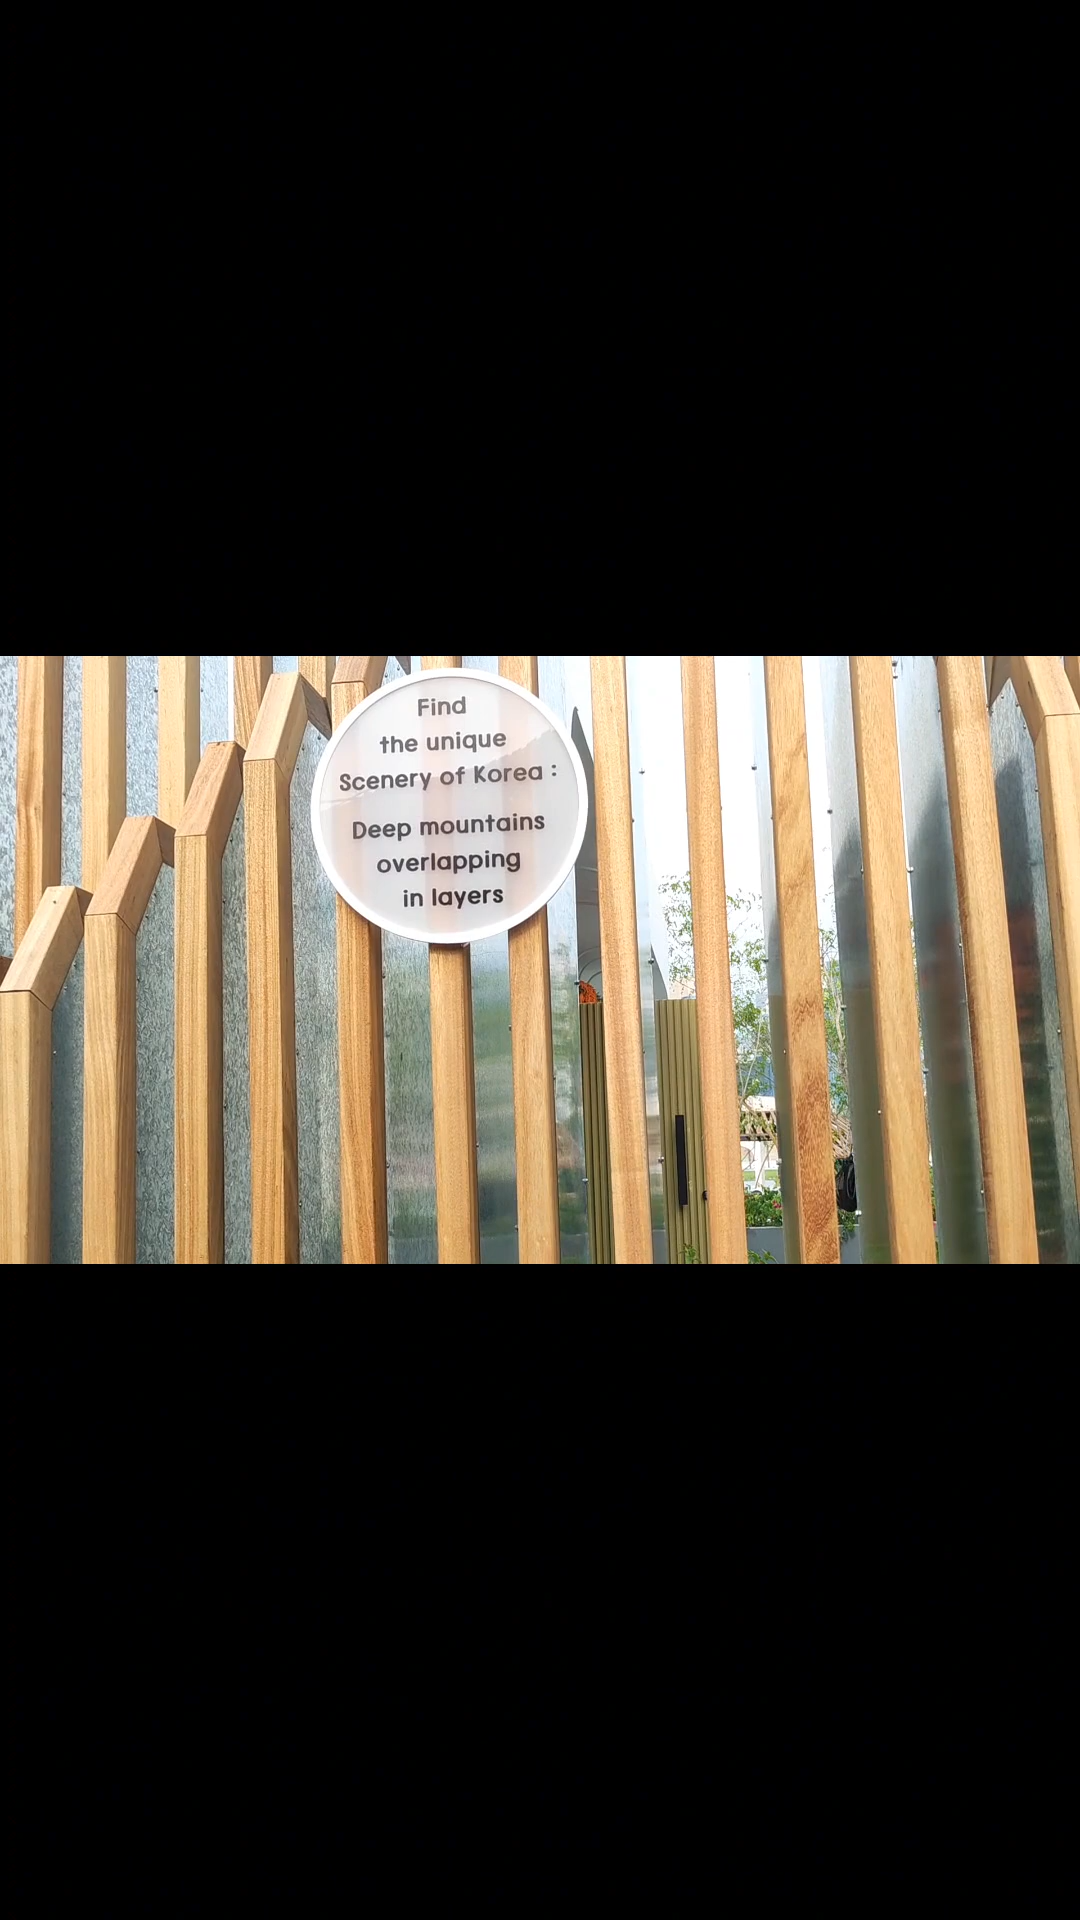 Find
the unique
Scenery of Korea :
Deep mountains
overlapping
in layers